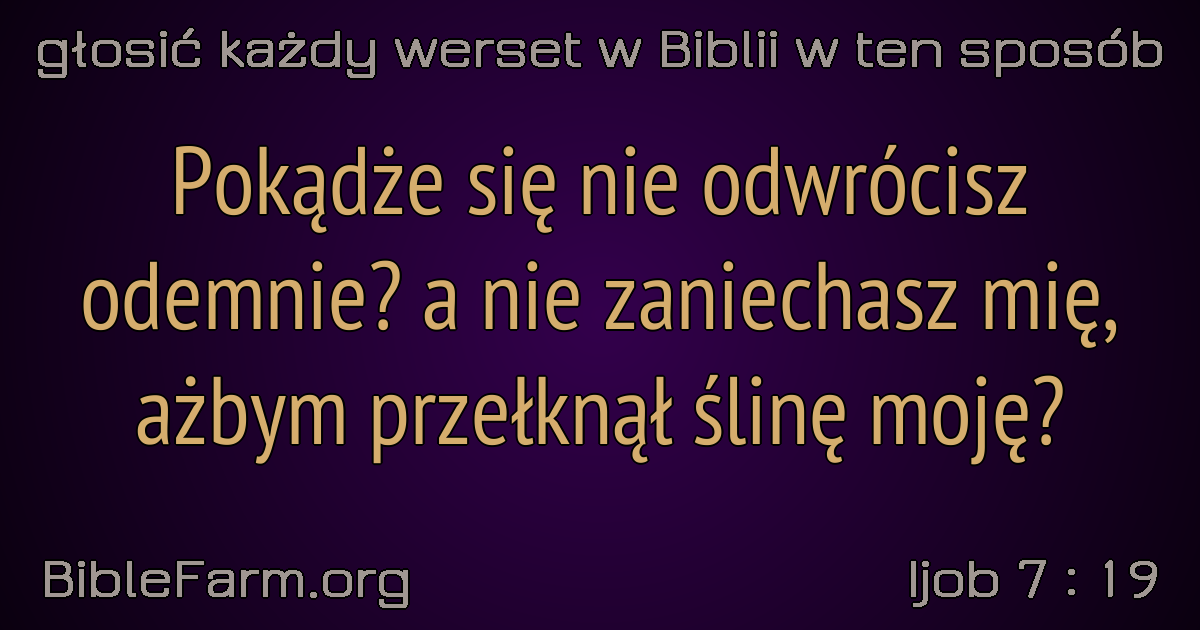 głosić każdy werset w Biblii w ten sposób
Pokądże się nie odwrócisz
odemnie? a nie zaniechasz mię,
ażbym przełknął ślinę moję?
BibleFarm.org
Ijob 7 : 19